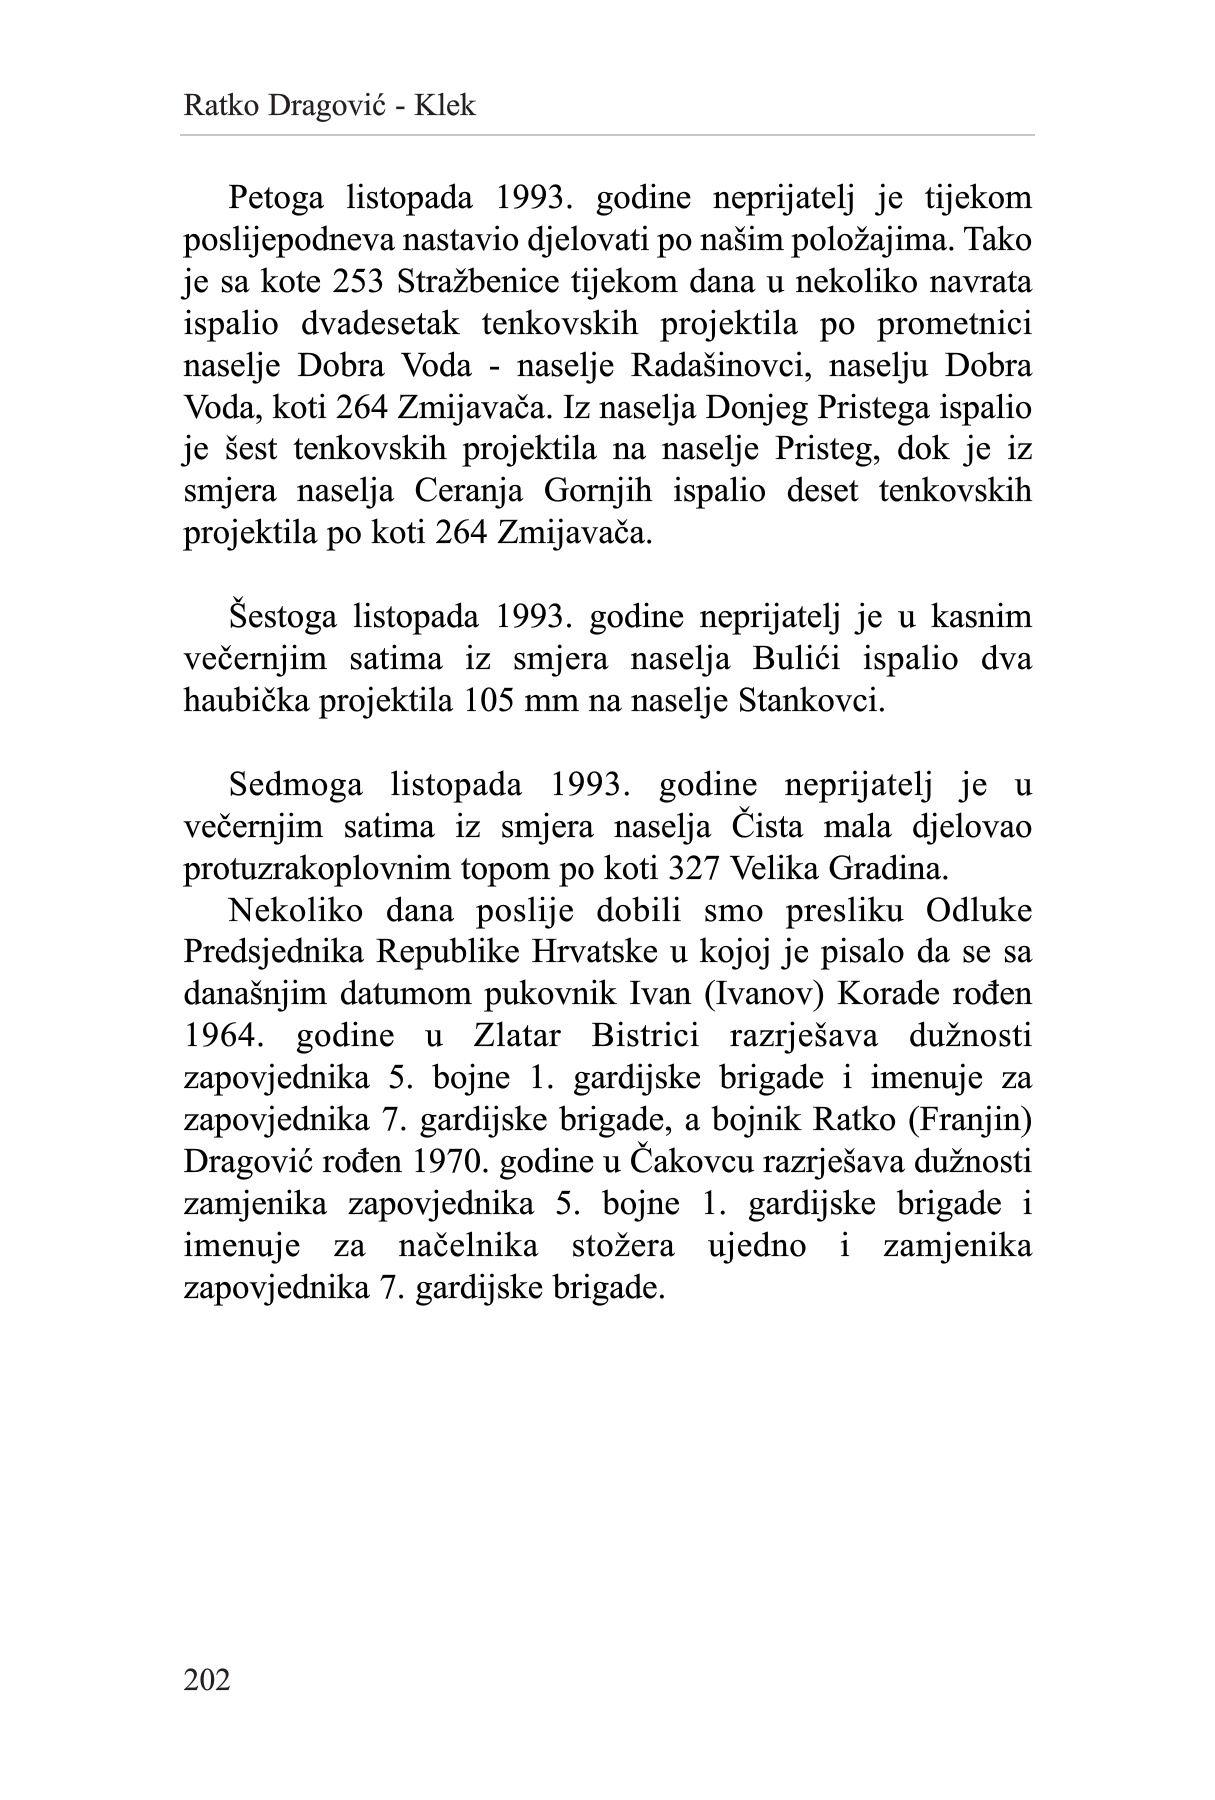 Ratko Dragović - Klek
Petoga listopada 1993. godine neprijatelj je tijekom
poslijepodneva nastavio djelovati po našim položajima. Tako
je sa kote 253 Stražbenice tijekom dana u nekoliko navrata
ispalio dvadesetak tenkovskih projektila po prometnici
naselje Dobra Voda - naselje Radašinovci, naselju Dobra
Voda, koti 264 Zmijavača. Iz naselja Donjeg Pristega ispalio
je šest tenkovskih projektila na naselje Pristeg, dok je iz
smjera naselja Ceranja Gornjih ispalio deset tenkovskih
projektila po koti 264 Zmijavača.
Šestoga listopada 1993. godine neprijatelj je u kasnim
večernjim satima iz smjera naselja Bulići ispalio dva
haubička projektila 105 mm na naselje Stankovci.
Sedmoga listopada 1993. godine neprijatelj je u
večernjim satima iz smjera naselja Čista mala djelovao
protuzrakoplovnim topom po koti 327 Velika Gradina.
Nekoliko dana poslije dobili smo presliku Odluke
Predsjednika Republike Hrvatske u kojoj je pisalo da se sa
današnjim datumom pukovnik Ivan (Ivanov) Korade rođen
1964. godine u Zlatar Bistrici razrješava dužnosti
zapovjednika 5. bojne 1. gardijske brigade i imenuje za
zapovjednika 7. gardijske brigade, a bojnik Ratko (Franjin)
Dragović rođen 1970. godine u Čakovcu razrješava dužnosti
zamjenika zapovjednika 5. bojne 1. gardijske brigade i
imenuje za načelnika stožera ujedno i zamjenika
zapovjednika 7. gardijske brigade.
202